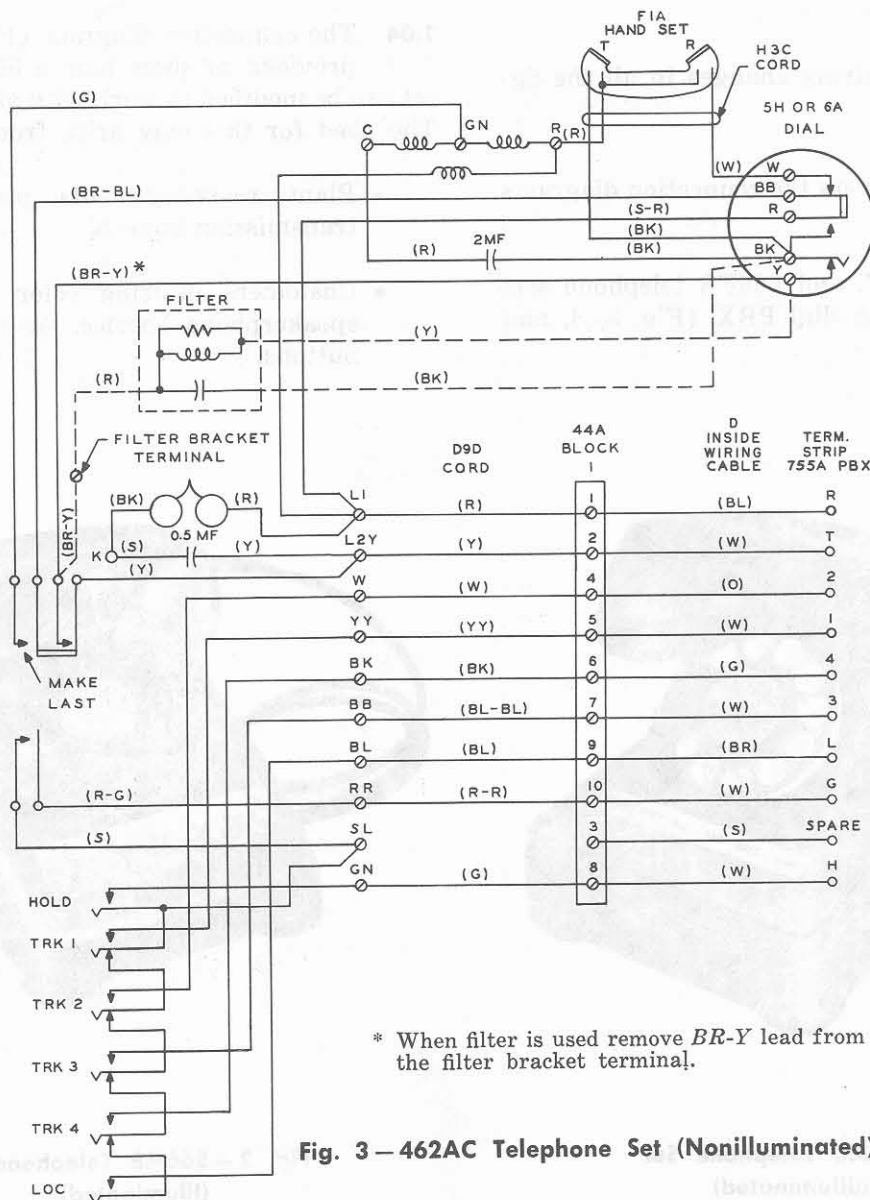 1.04 The connection diagrams
F1A
HAND SET
T R
H3C
CORD
5H OR 6A
DIAL
(G)
C GN R (R)
(W) W
BB
(BR-BL)
(S-R) R
(BK)
(R) 2MF (BK) BK
Y
(BR-Y) *
FILTER
(Y)
(R) (BK)
FILTER BRACKET
TERMINAL
D9D
CORD
44A
BLOCK
1
D
INSIDE
WIRING
CABLE
TERM.
STRIP
755A PBX
(BR-Y)
(BK) (R)
0.5 MF
K (S) (Y)
(Y)
L1 (R) 1 (BL) R
L2Y (Y) 2 (W) T
W (W) 4 (O) 2
YY (YY) 5 (W) 1
BK (BK) 6 (G) 4
BB (BL-BL) 7 (W) 3
BL (BL) 9 (BR) L
RR (R-R) 10 (W) G
SL 3 (S) SPARE
GN (G) 8 (W) H
MAKE
LAST
(R-G)
(S)
HOLD
TRK 1
TRK 2
TRK 3
TRK 4
LOC
* When filter is used remove BR-Y lead from
the filter bracket terminal.
Fig. 3 — 462AC Telephone Set (Nonilluminated)